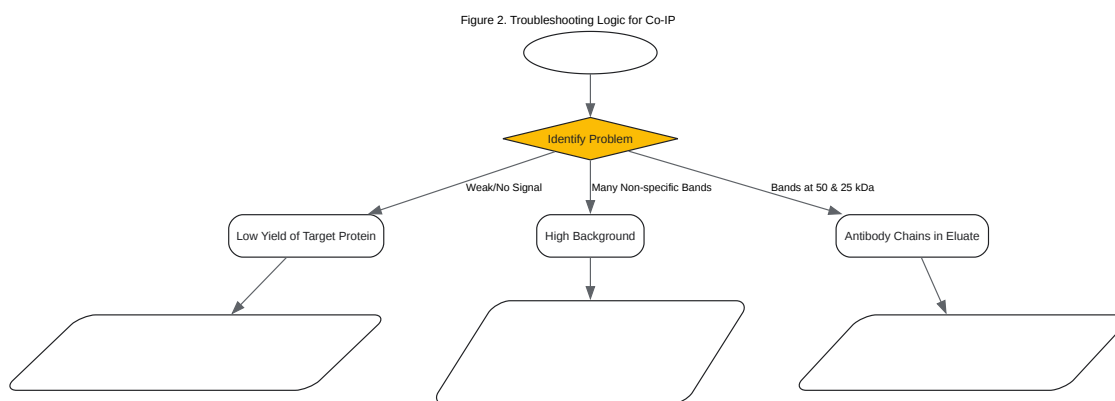 Figure 2. Troubleshooting Logic for Co-IP
Identify Problem
Weak/No Signal
Many Non-specific Bands
Bands at 50 & 25 kDa
Low Yield of Target Protein
High Background
Antibody Chains in Eluate